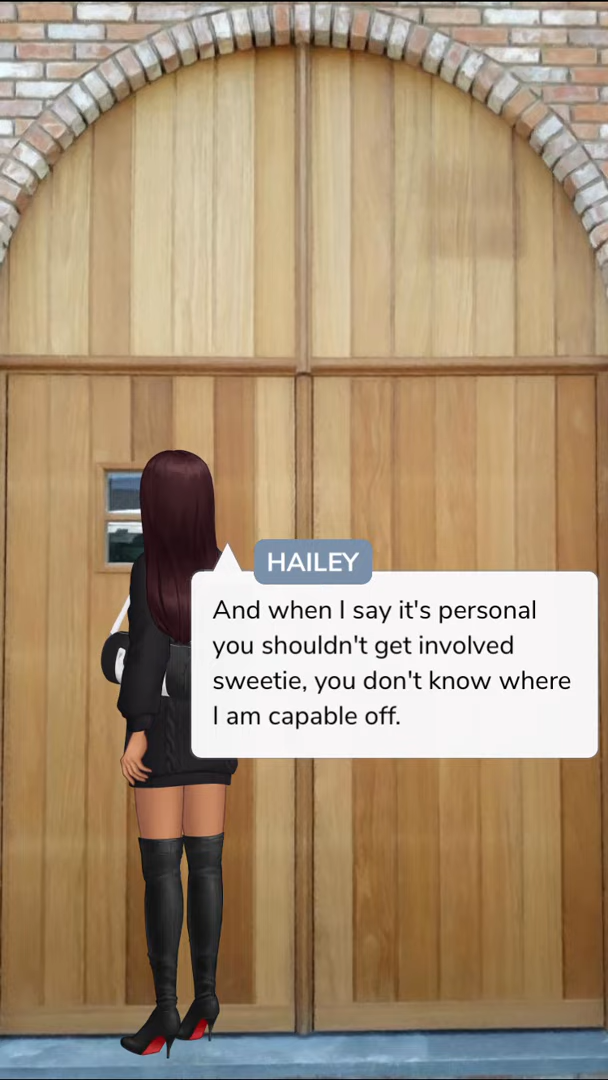 HAILEY
And when I say it's personal
you shouldn't get involved
sweetie, you don't know where
I am capable off.